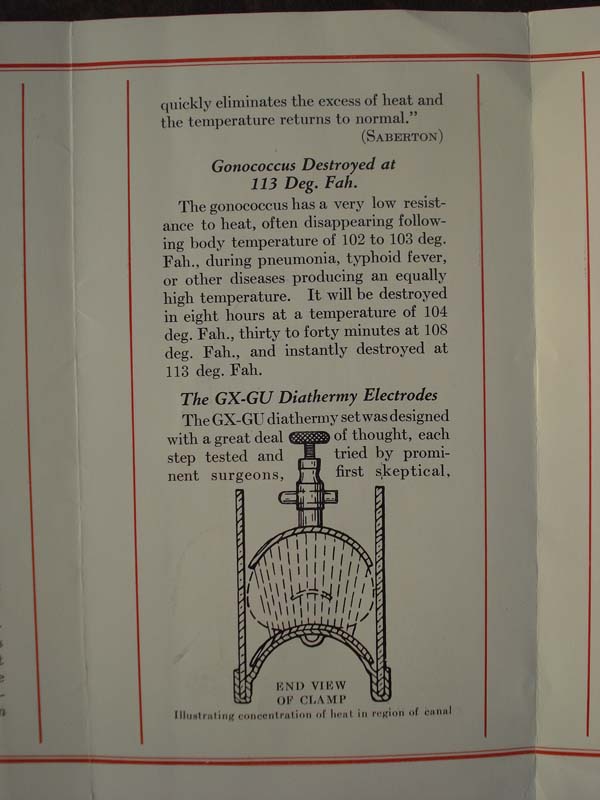 quickly eliminates the excess of heat and
the temperature returns to normal.”
(SABERTON)
Gonococcus Destroyed at
113 Deg. Fah.
The gonococcus has a very low resist-
ance to heat, often disappearing follow-
ing body temperature of 102 to 103 deg.
Fah., during pneumonia, typhoid fever,
or other diseases producing an equally
high temperature. It will be destroyed
in eight hours at a temperature of 104
deg. Fah., thirty to forty minutes at 108
deg. Fah., and instantly destroyed at
113 deg. Fah.
The GX-GU Diathermy Electrodes
The GX-GU diathermy set was designed
with a great deal of thought, each
step tested and tried by promi-
nent surgeons, first skeptical,
END VIEW
OF CLAMP
Illustrating concentration of heat in region of canal